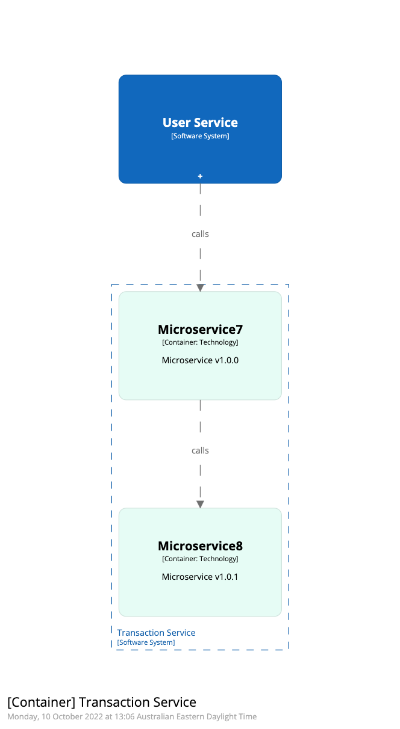 User Service
[Software System]
+
calls
Microservice7
[Container: Technology]
Microservice v1.0.0
calls
Microservice8
[Container: Technology]
Microservice v1.0.1
Transaction Service
[Software System]
[Container] Transaction Service
Monday, 10 October 2022 at 13:06 Australian Eastern Daylight Time